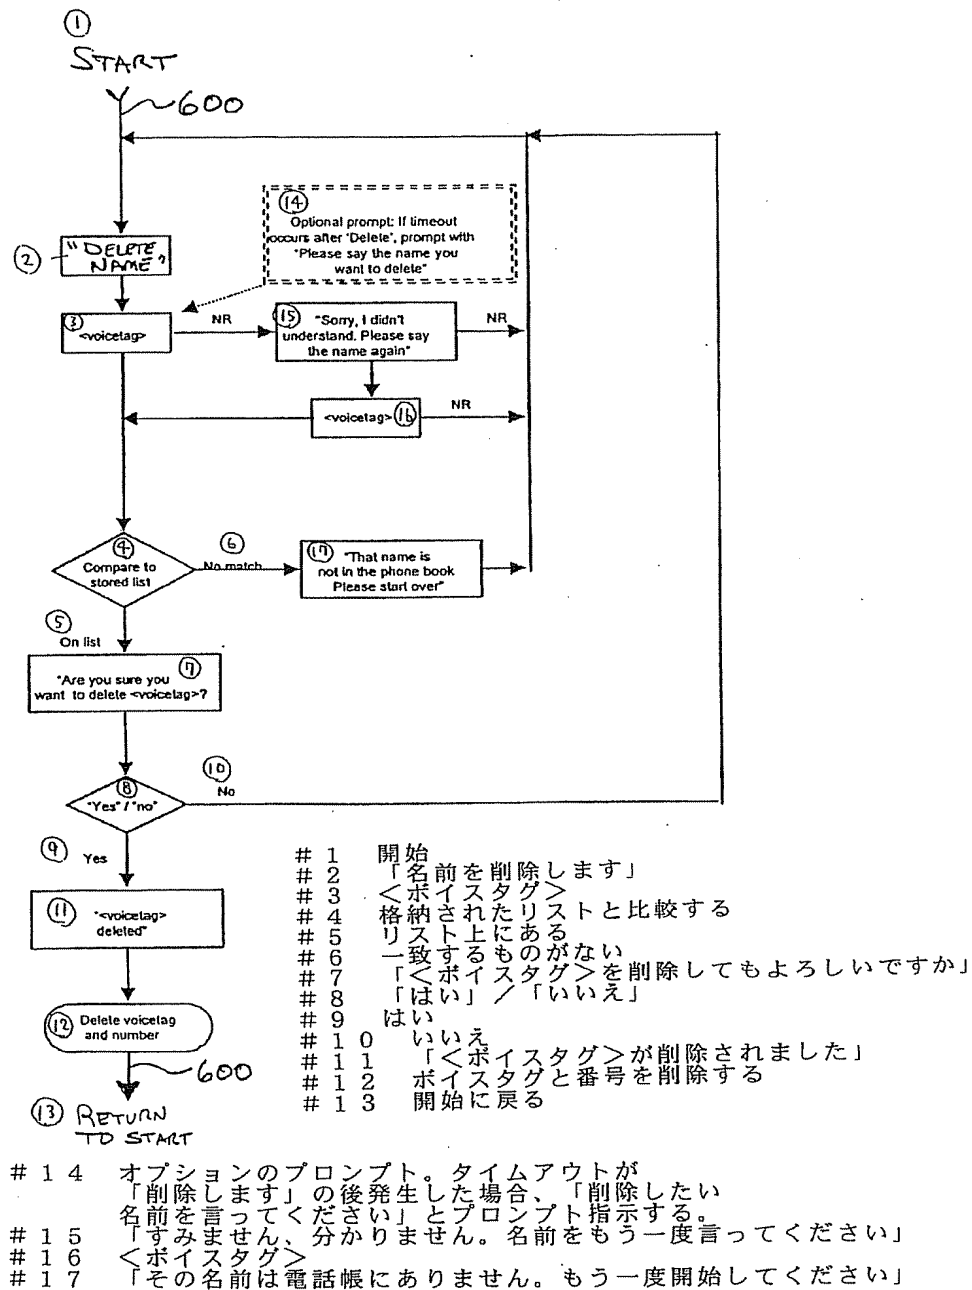 ①
START
600
⑭
Optional prompt: If timeout
occurs after 'Delete', prompt with
"Please say the name you
want to delete"
② "DELETE
NAME"
③
<voicetag>
NR
⑮ "Sorry, I didn't
understand. Please say
the name again"
NR
<voicetag> ⑯
NR
④
Compare to
stored list
⑥
No match
⑰ "That name is
not in the phone book
Please start over"
⑤
On list
⑦
"Are you sure you
want to delete <voicetag>?
⑧
"Yes" / "no"
⑩
No
⑨ Yes
⑪ "<voicetag>
deleted"
⑫ Delete voicetag
and number
600
⑬ RETURN
TO START
#1 開始
#2 「名前を削除します」
#3 <ボイスタグ>
#4 格納されたリストと比較する
#5 リスト上にある
#6 一致するものがない
#7 「<ボイスタグ>を削除してもよろしいですか」
#8 「はい」/「いいえ」
#9 はい
#10 いいえ
#11 「<ボイスタグ>が削除されました」
#12 ボイスタグと番号を削除する
#13 開始に戻る
#14 オプションのプロンプト。タイムアウトが
「削除します」の後発生した場合、「削除したい
名前を言ってください」とプロンプト指示する。
#15 「すみません、分かりません。名前をもう一度言ってください」
#16 <ボイスタグ>
#17 「その名前は電話帳にありません。もう一度開始してください」